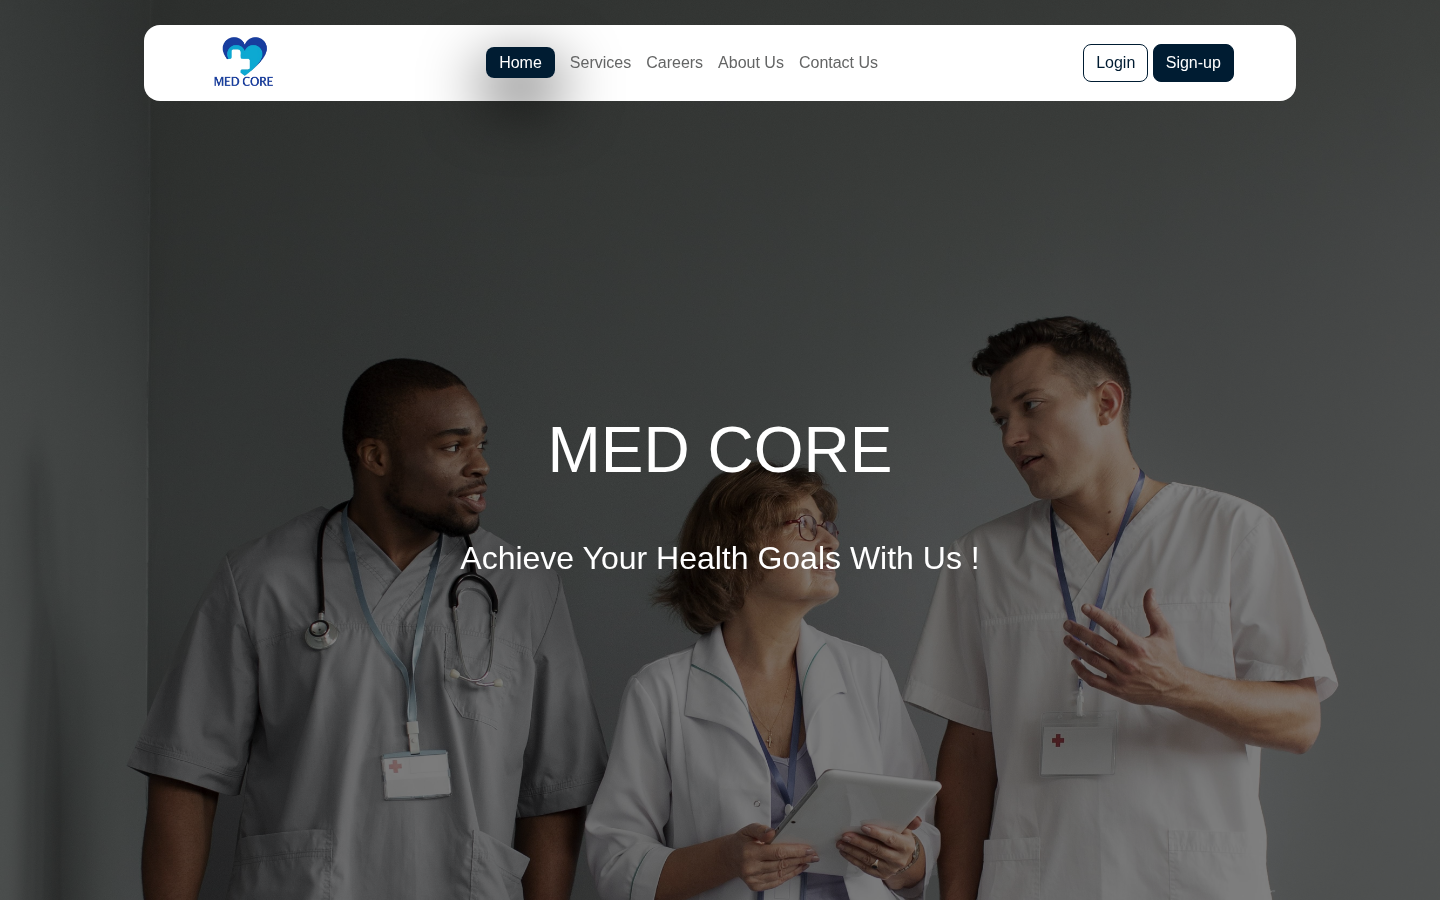 MED CORE
Home Services Careers About Us Contact Us
Login Sign-up
MED CORE
Achieve Your Health Goals With Us !